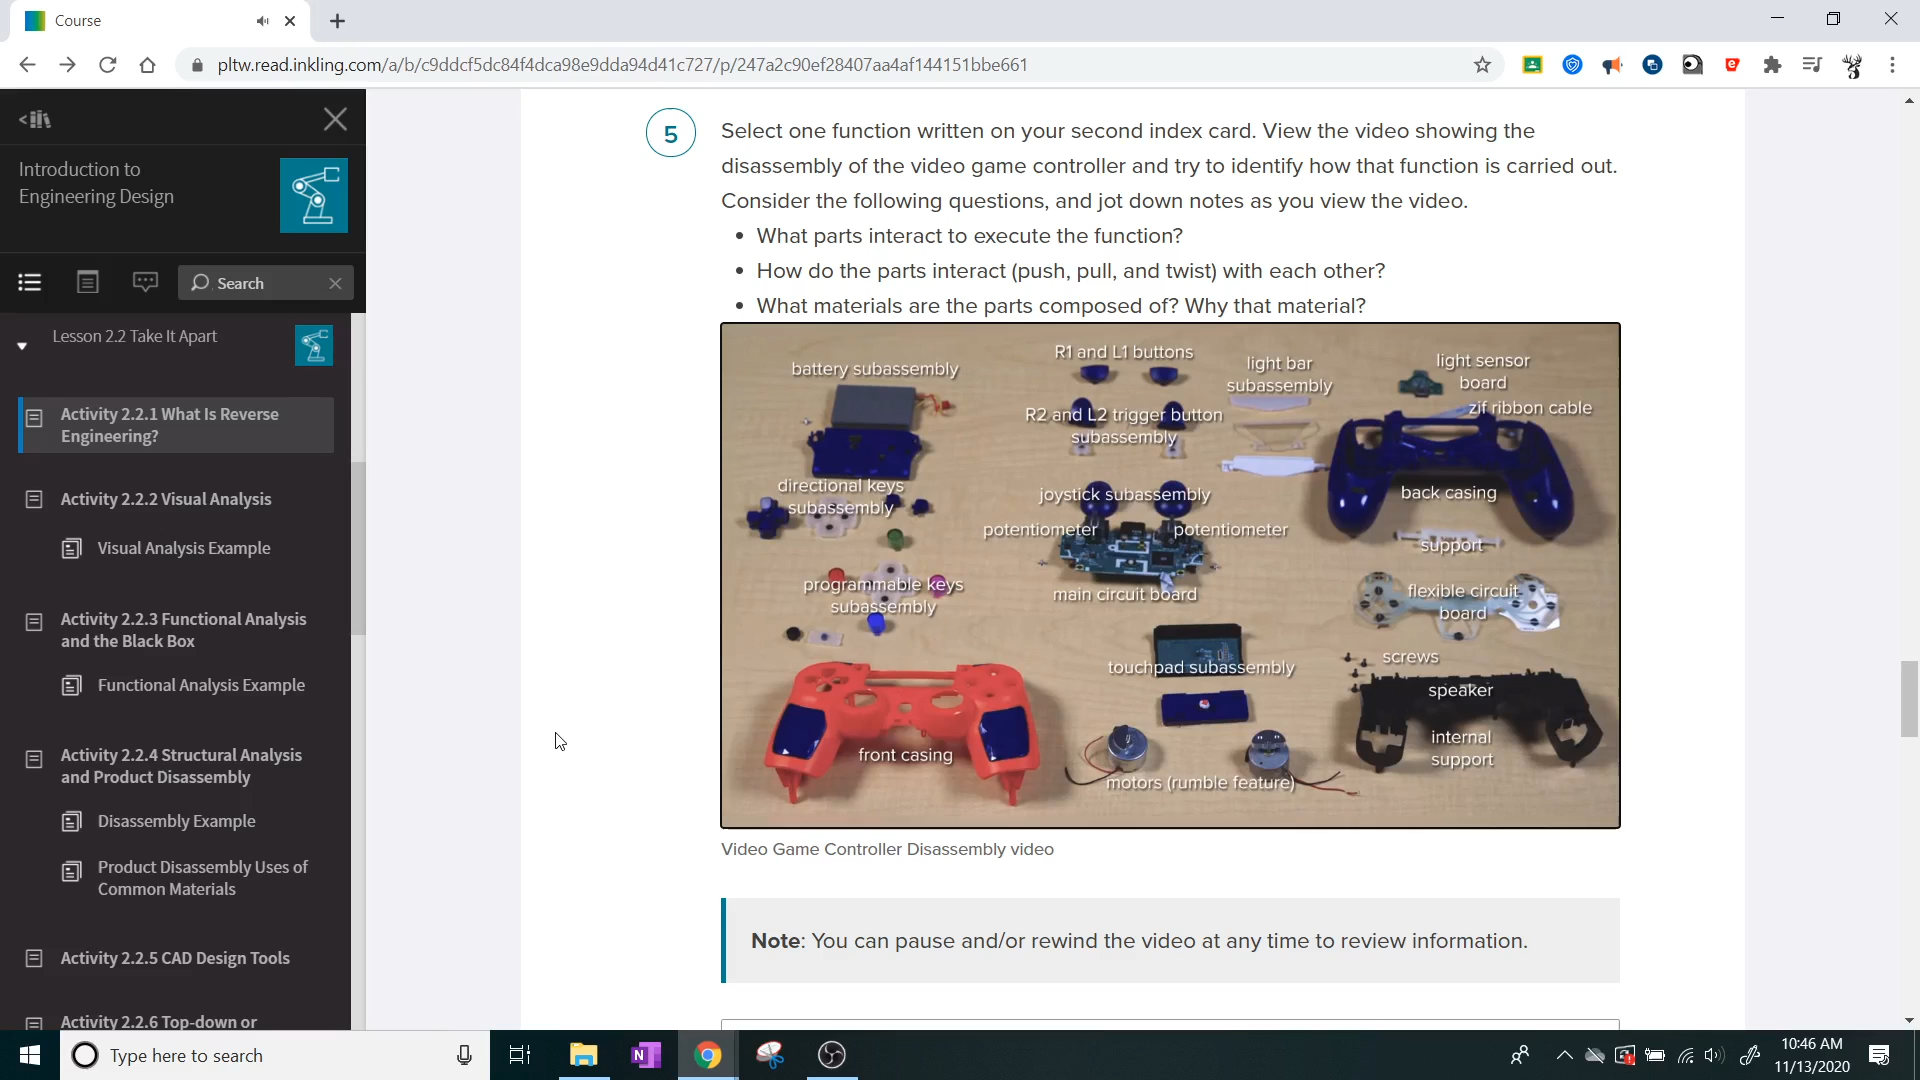 Course
pltw.read.inkling.com/a/b/c9ddcf5dc84f4dca98e9dda94d41c727/p/247a2c90ef28407aa4af144151bbe661
Introduction to
Engineering Design
Search
Lesson 2.2 Take It Apart
Activity 2.2.1 What Is Reverse
Engineering?
Activity 2.2.2 Visual Analysis
Visual Analysis Example
Activity 2.2.3 Functional Analysis
and the Black Box
Functional Analysis Example
Activity 2.2.4 Structural Analysis
and Product Disassembly
Disassembly Example
Product Disassembly Uses of
Common Materials
Activity 2.2.5 CAD Design Tools
Activity 2.2.6 Top-down or
5
Select one function written on your second index card. View the video showing the
disassembly of the video game controller and try to identify how that function is carried out.
Consider the following questions, and jot down notes as you view the video.
• What parts interact to execute the function?
• How do the parts interact (push, pull, and twist) with each other?
• What materials are the parts composed of? Why that material?
battery subassembly
R1 and L1 buttons
light bar
subassembly
light sensor
board
R2 and L2 trigger button
subassembly
zif ribbon cable
directional keys
subassembly
joystick subassembly
back casing
potentiometer
potentiometer
support
programmable keys
subassembly
main circuit board
flexible circuit
board
touchpad subassembly
screws
speaker
front casing
internal
support
motors (rumble feature)
Video Game Controller Disassembly video
Note: You can pause and/or rewind the video at any time to review information.
Type here to search
10:46 AM
11/13/2020